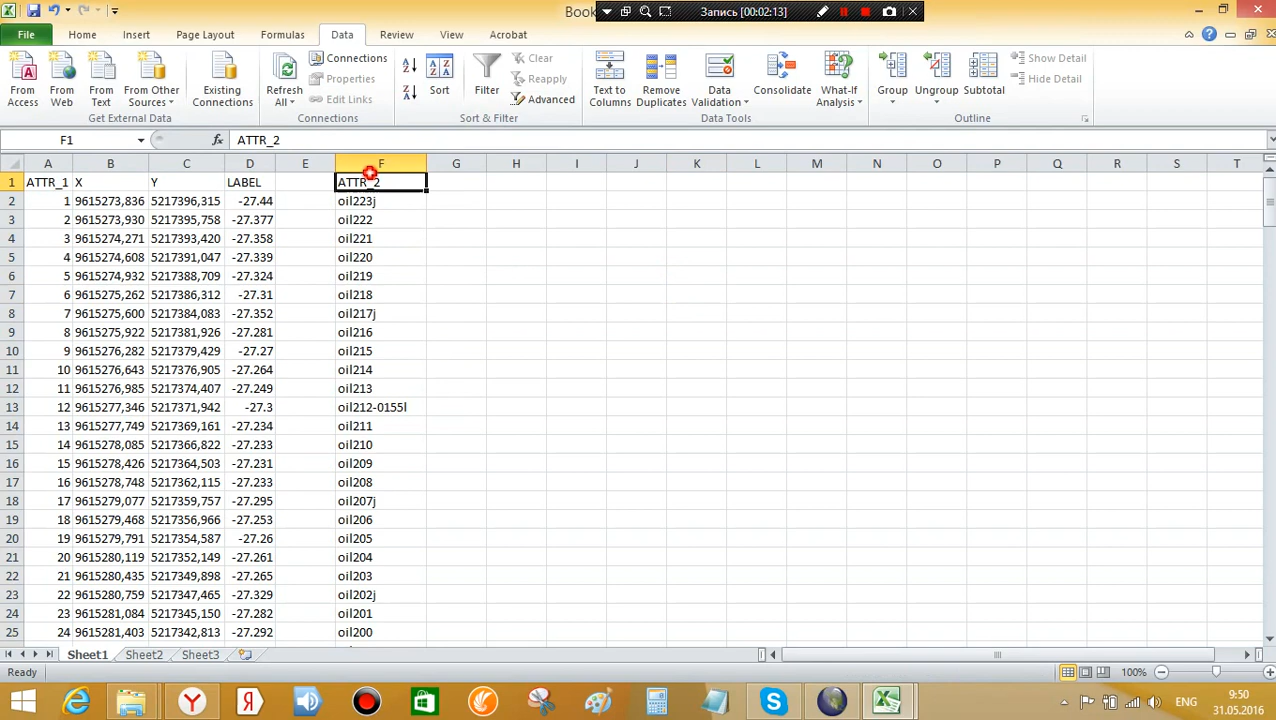 Book
Запись [00:02:13]
File Home Insert Page Layout Formulas Data Review View Acrobat
From Access
From Web
From Text
From Other Sources
Existing Connections
Get External Data
Refresh All
Connections
Properties
Edit Links
Connections
Sort
Filter
Clear
Reapply
Advanced
Sort & Filter
Text to Columns
Remove Duplicates
Data Validation
Consolidate
What-If Analysis
Data Tools
Group
Ungroup
Subtotal
Show Detail
Hide Detail
Outline
F1 fx ATTR_2
A B C D E F G H I J K L M N O P Q R S T
1 ATTR_1 X Y LABEL ATTR_2
2 1 9615273,836 5217396,315 -27.44 oil223j
3 2 9615273,930 5217395,758 -27.377 oil222
4 3 9615274,271 5217393,420 -27.358 oil221
5 4 9615274,608 5217391,047 -27.339 oil220
6 5 9615274,932 5217388,709 -27.324 oil219
7 6 9615275,262 5217386,312 -27.31 oil218
8 7 9615275,600 5217384,083 -27.352 oil217j
9 8 9615275,922 5217381,926 -27.281 oil216
10 9 9615276,282 5217379,429 -27.27 oil215
11 10 9615276,643 5217376,905 -27.264 oil214
12 11 9615276,985 5217374,407 -27.249 oil213
13 12 9615277,346 5217371,942 -27.3 oil212-0155l
14 13 9615277,749 5217369,161 -27.234 oil211
15 14 9615278,085 5217366,822 -27.233 oil210
16 15 9615278,426 5217364,503 -27.231 oil209
17 16 9615278,748 5217362,115 -27.233 oil208
18 17 9615279,077 5217359,757 -27.295 oil207j
19 18 9615279,468 5217356,966 -27.253 oil206
20 19 9615279,791 5217354,587 -27.26 oil205
21 20 9615280,119 5217352,149 -27.261 oil204
22 21 9615280,435 5217349,898 -27.265 oil203
23 22 9615280,759 5217347,465 -27.329 oil202j
24 23 9615281,084 5217345,150 -27.282 oil201
25 24 9615281,403 5217342,813 -27.292 oil200
Sheet1 Sheet2 Sheet3
Ready 100%
ENG
9:50
31.05.2016